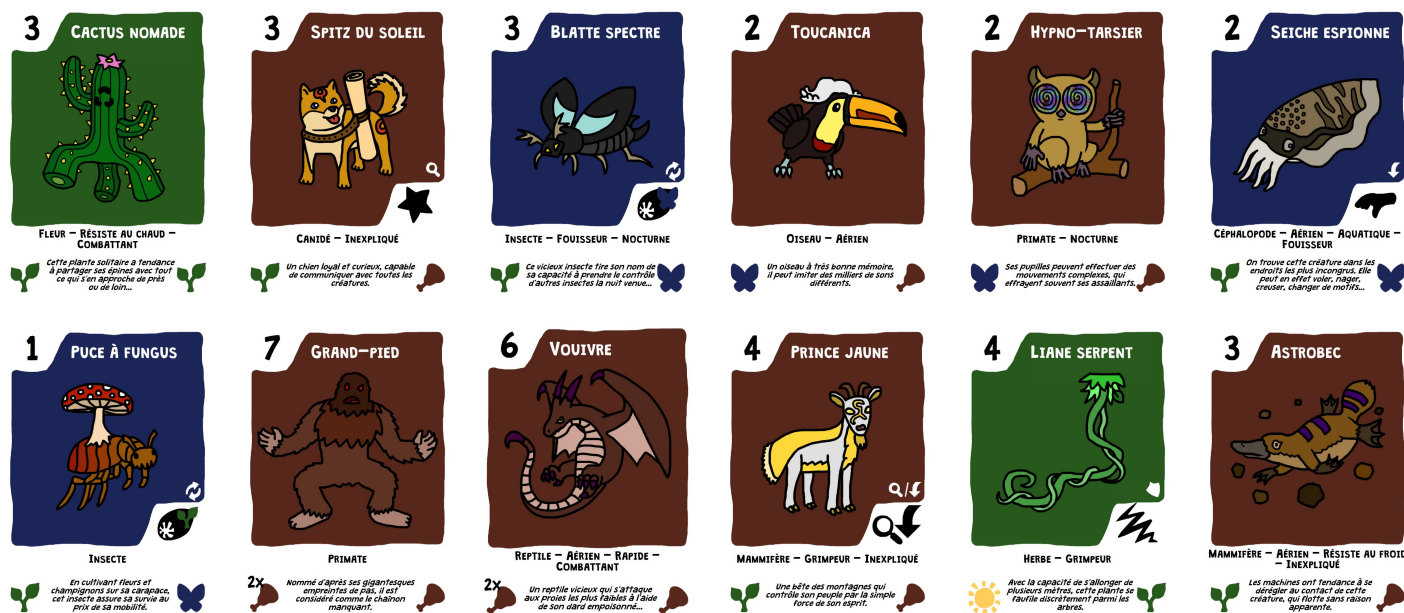 3 CACTUS NOMADE
FLEUR – RÉSISTE AU CHAUD –
COMBATTANT
Cette plante solitaire a tendance
à partager ses épines avec tout
ce qui s'en approche de près
ou de loin...
3 SPITZ DU SOLEIL
CANIDÉ – INEXPLIQUÉ
Un chien loyal et curieux, capable
de communiquer avec toutes les
créatures.
3 BLATTE SPECTRE
INSECTE – FOUISSEUR – NOCTURNE
Ce vicieux insecte tire son nom de
sa capacité à prendre le contrôle
d'autres insectes la nuit venue...
2 TOUCANICA
OISEAU – AÉRIEN
Un oiseau à très bonne mémoire,
il peut imiter des milliers de sons
différents.
2 HYPNO-TARSIER
PRIMATE – NOCTURNE
Ses pupilles peuvent effectuer des
mouvements complexes, qui
effrayent souvent ses assaillants.
2 SEICHE ESPIONNE
CÉPHALOPODE – AÉRIEN – AQUATIQUE –
FOUISSEUR
On trouve cette créature dans les
endroits les plus incongrus. Elle
peut en effet voler, nager,
creuser, changer de motifs...
1 PUCE À FUNGUS
INSECTE
En cultivant fleurs et
champignons sur sa carapace,
cet insecte assure sa survie au
prix de sa mobilité.
7 GRAND-PIED
PRIMATE
2x
Nommé d'après ses gigantesques
empreintes de pas, il est
considéré comme le chaînon
manquant.
6 VOUIVRE
REPTILE – AÉRIEN – RAPIDE –
COMBATTANT
2x
Un reptile vicieux qui s'attaque
aux proies les plus faibles à l'aide
de son dard empoisonné...
4 PRINCE JAUNE
MAMMIFÈRE – GRIMPEUR – INEXPLIQUÉ
Une bête des montagnes qui
contrôle son peuple par la simple
force de son esprit.
4 LIANE SERPENT
HERBE – GRIMPEUR
Avec la capacité de s'allonger de
plusieurs mètres, cette plante se
faufile discrètement parmi les
arbres.
3 ASTROBEC
MAMMIFÈRE – AÉRIEN – RÉSISTE AU FROID
– INEXPLIQUÉ
Les machines ont tendance à se
dérégler au contact de cette
créature, qui flotte sans raison
apparente.